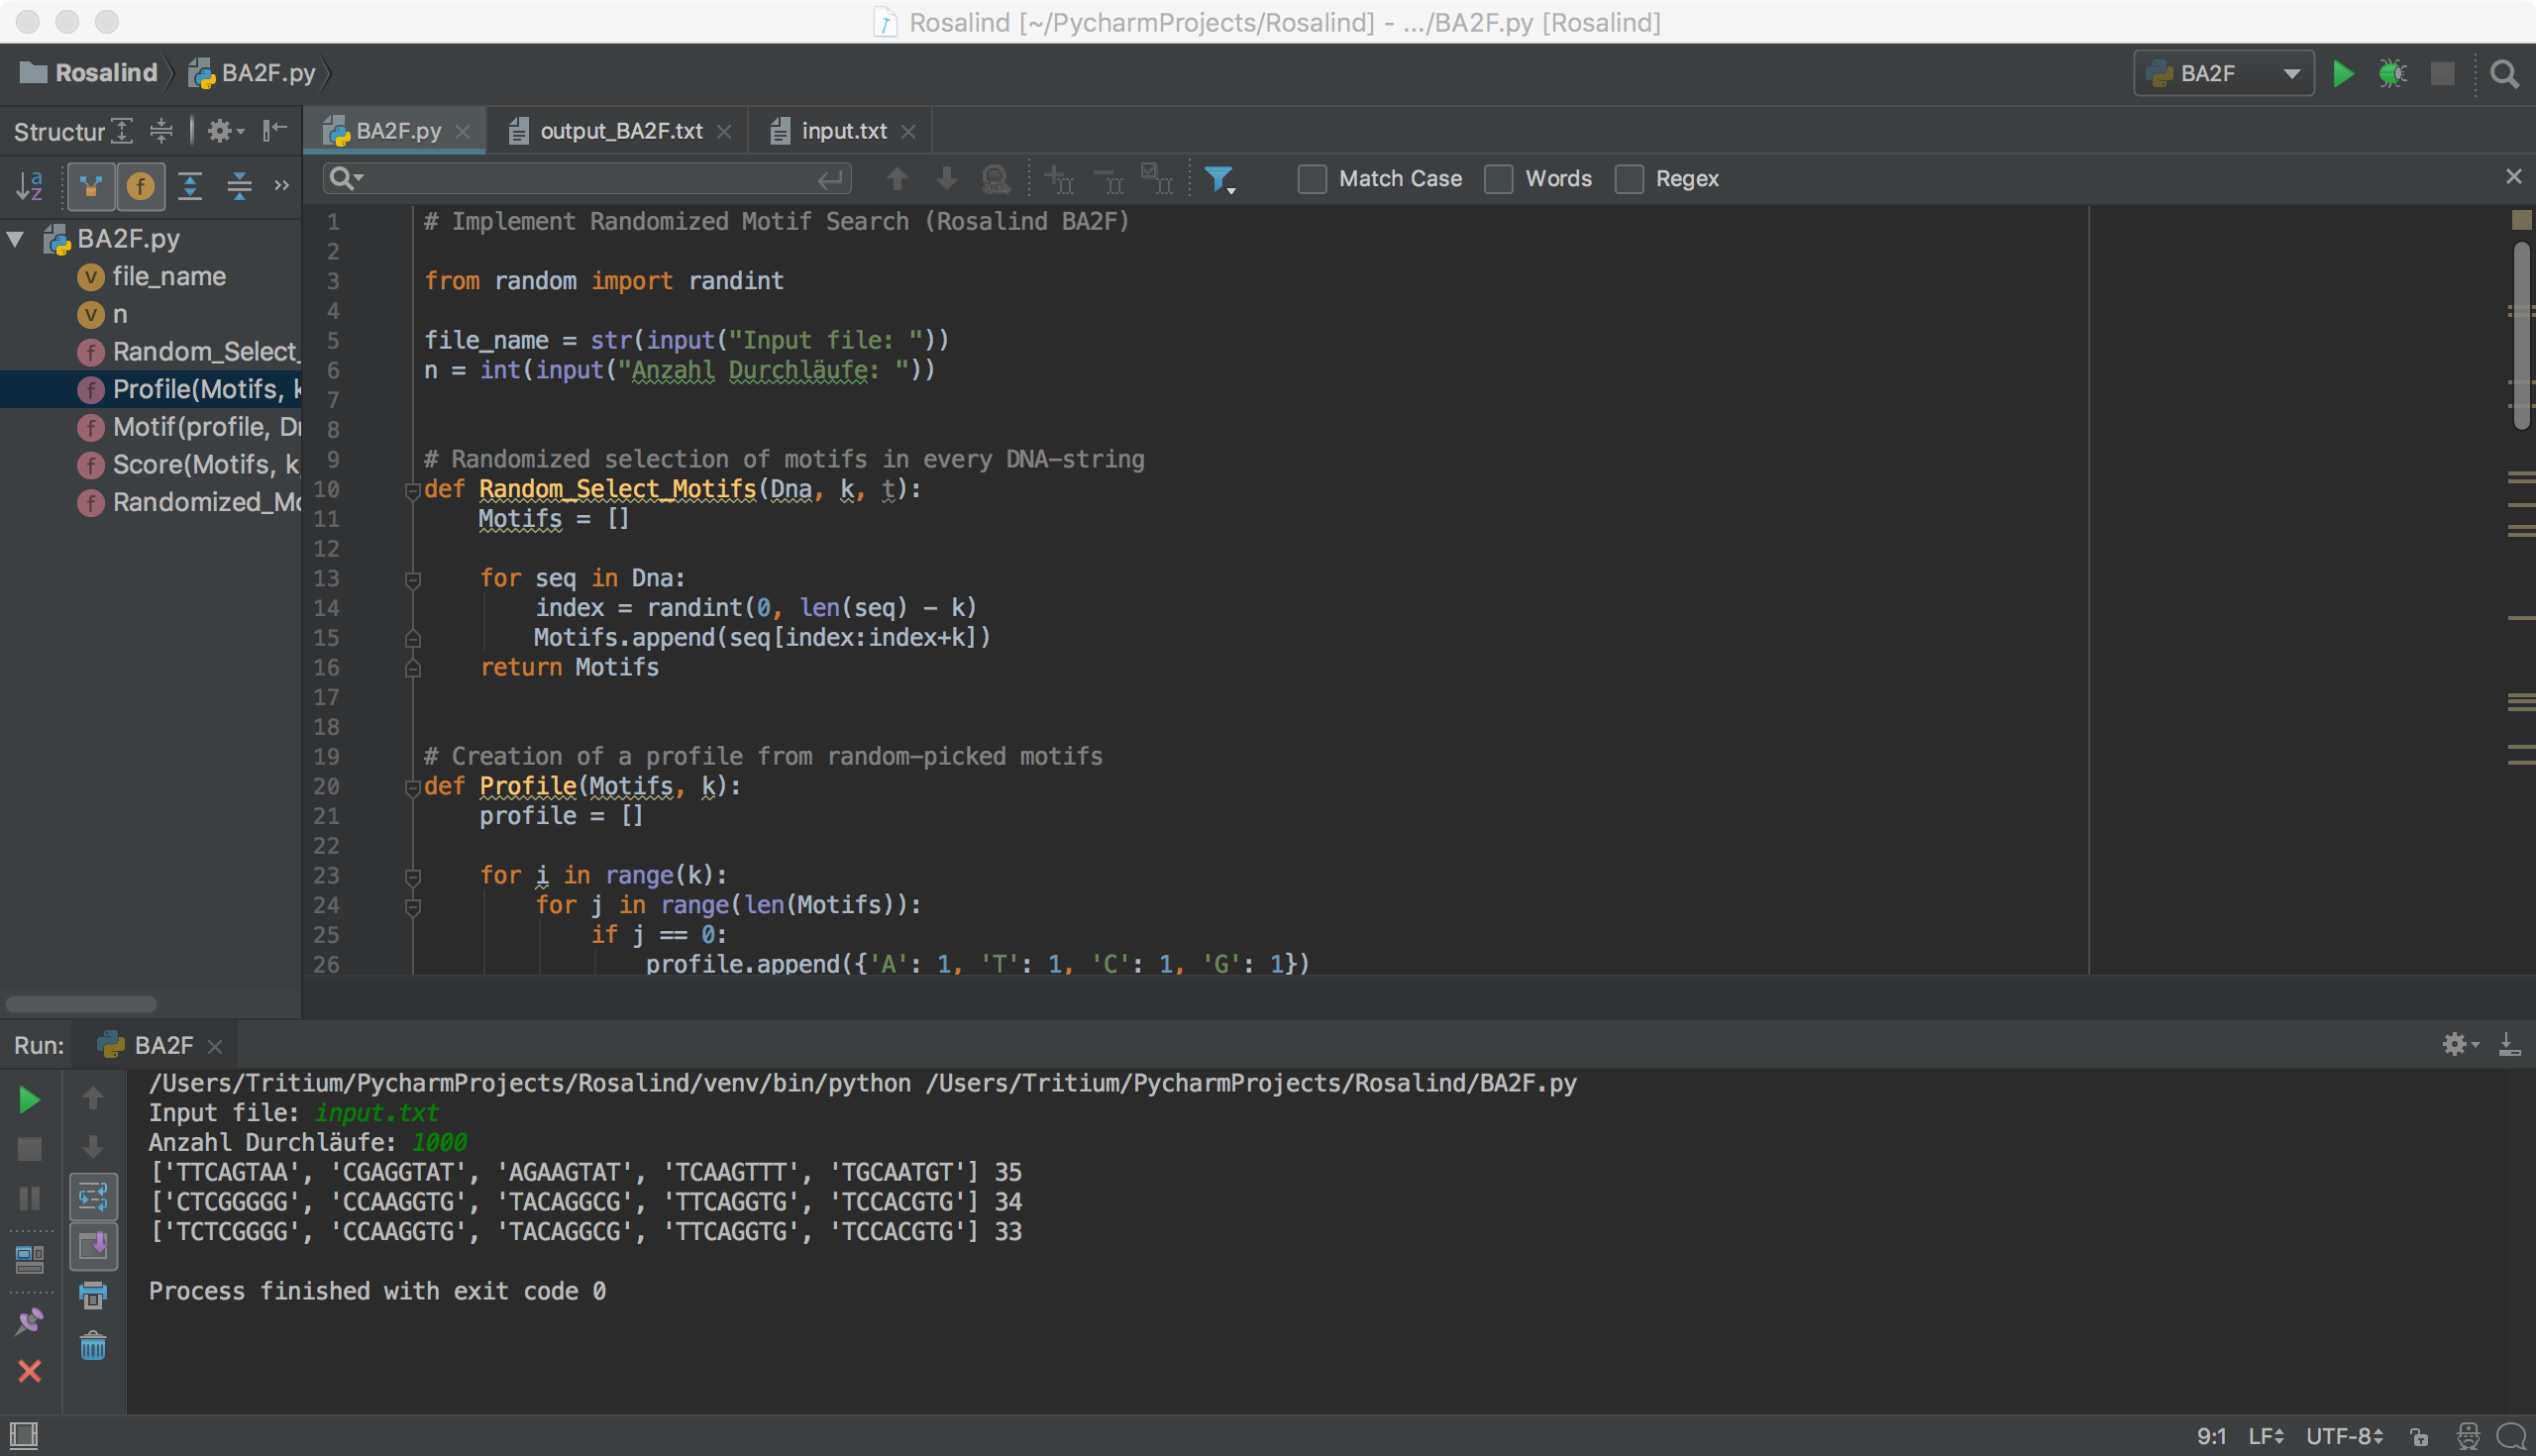 Rosalind [~/PycharmProjects/Rosalind] - .../BA2F.py [Rosalind]
Rosalind BA2F.py BA2F
Structur BA2F.py output_BA2F.txt input.txt
Match Case Words Regex
BA2F.py
file_name
n
Random_Select_
Profile(Motifs, k
Motif(profile, Dn
Score(Motifs, k
Randomized_Mo
1 # Implement Randomized Motif Search (Rosalind BA2F)
2
3 from random import randint
4
5 file_name = str(input("Input file: "))
6 n = int(input("Anzahl Durchläufe: "))
7
8
9 # Randomized selection of motifs in every DNA-string
10 def Random_Select_Motifs(Dna, k, t):
11 Motifs = []
12
13 for seq in Dna:
14 index = randint(0, len(seq) - k)
15 Motifs.append(seq[index:index+k])
16 return Motifs
17
18
19 # Creation of a profile from random-picked motifs
20 def Profile(Motifs, k):
21 profile = []
22
23 for i in range(k):
24 for j in range(len(Motifs)):
25 if j == 0:
26 profile.append({'A': 1, 'T': 1, 'C': 1, 'G': 1})
Run: BA2F
/Users/Tritium/PycharmProjects/Rosalind/venv/bin/python /Users/Tritium/PycharmProjects/Rosalind/BA2F.py
Input file: input.txt
Anzahl Durchläufe: 1000
['TTCAGTAA', 'CGAGGTAT', 'AGAAGTAT', 'TCAAGTTT', 'TGCAATGT'] 35
['CTCGGGGG', 'CCAAGGTG', 'TACAGGCG', 'TTCAGGTG', 'TCCACGTG'] 34
['TCTCGGGG', 'CCAAGGTG', 'TACAGGCG', 'TTCAGGTG', 'TCCACGTG'] 33
Process finished with exit code 0
9:1 LF UTF-8